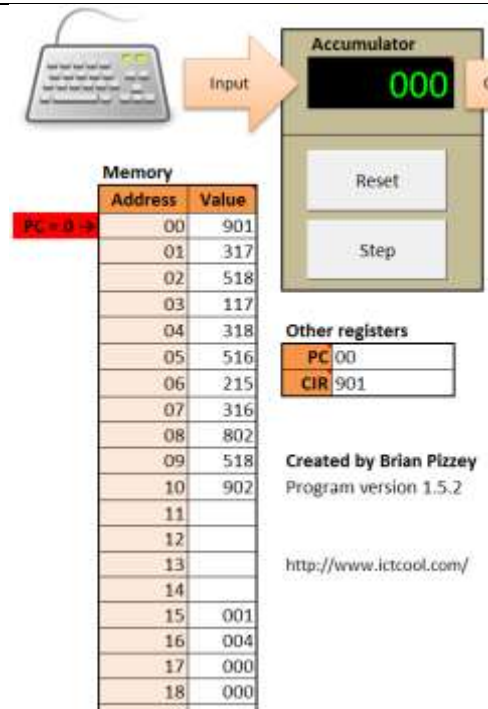 Input
Accumulator
000
Reset
Step
Memory
Address Value
PC = 0 →
00 901
01 317
02 518
03 117
04 318
05 516
06 215
07 316
08 802
09 518
10 902
11
12
13
14
15 001
16 004
17 000
18 000
Other registers
PC 00
CIR 901
Created by Brian Pizzey
Program version 1.5.2
http://www.ictcool.com/